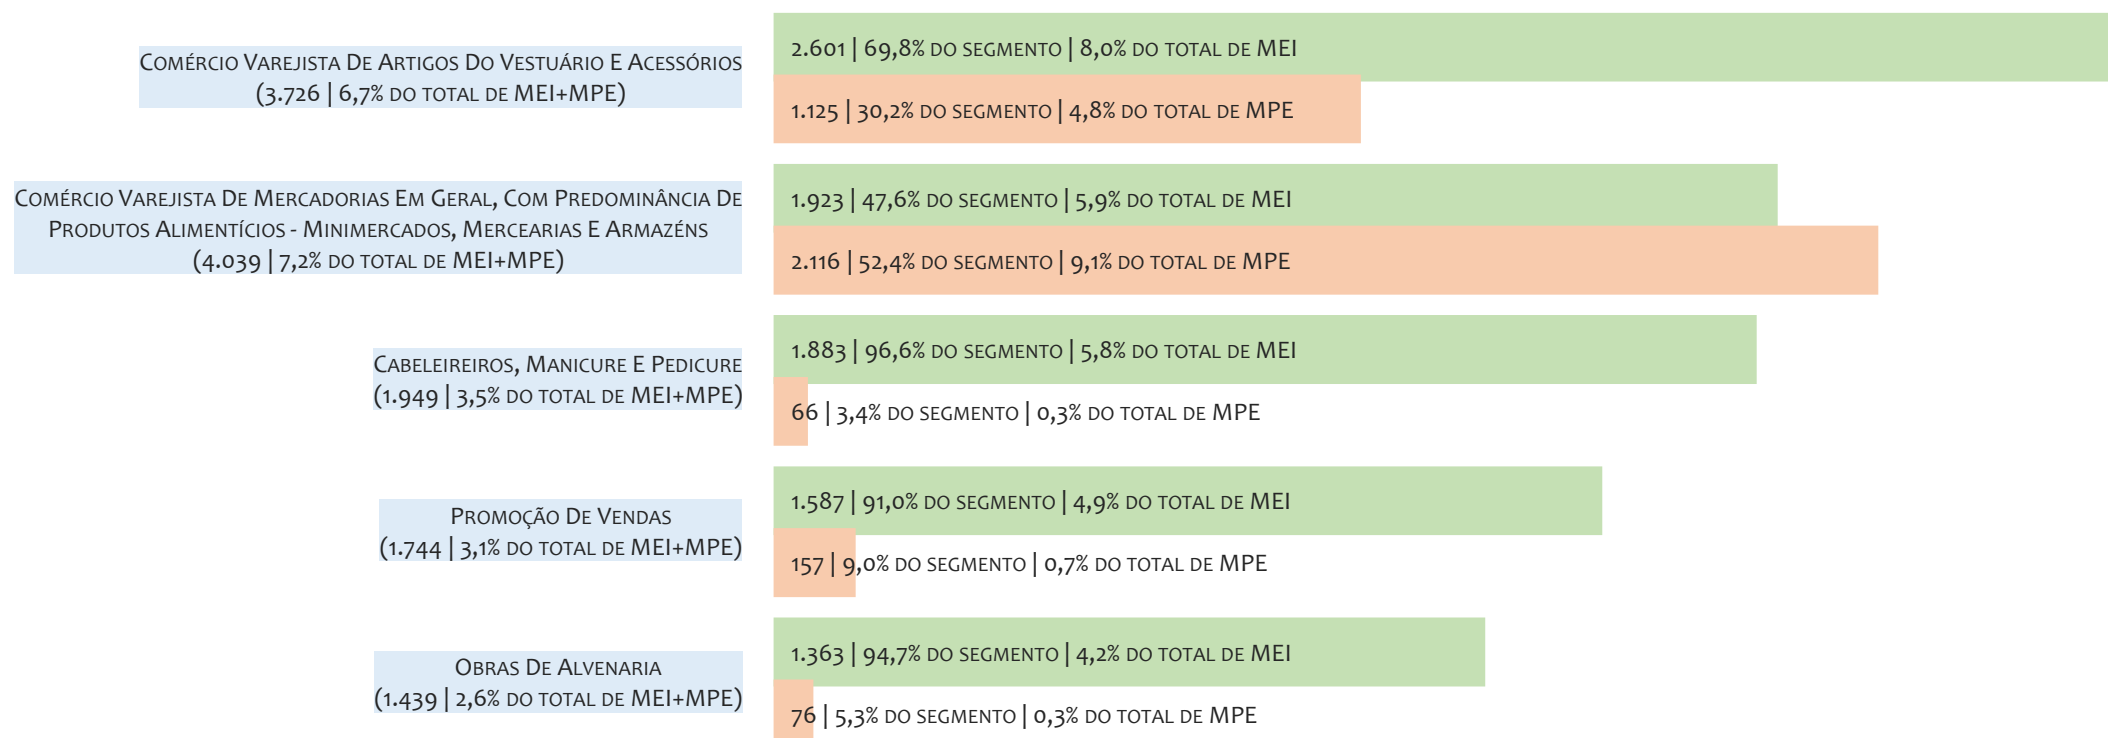 Comércio Varejista De Artigos Do Vestuário E Acessórios
(3.726 | 6,7% do total de MEI+MPE)
2.601 | 69,8% do segmento | 8,0% do total de MEI
1.125 | 30,2% do segmento | 4,8% do total de MPE
Comércio Varejista De Mercadorias Em Geral, Com Predominância De
Produtos Alimentícios - Minimercados, Mercearias E Armazéns
(4.039 | 7,2% do total de MEI+MPE)
1.923 | 47,6% do segmento | 5,9% do total de MEI
2.116 | 52,4% do segmento | 9,1% do total de MPE
Cabeleireiros, Manicure E Pedicure
(1.949 | 3,5% do total de MEI+MPE)
1.883 | 96,6% do segmento | 5,8% do total de MEI
66 | 3,4% do segmento | 0,3% do total de MPE
Promoção De Vendas
(1.744 | 3,1% do total de MEI+MPE)
1.587 | 91,0% do segmento | 4,9% do total de MEI
157 | 9,0% do segmento | 0,7% do total de MPE
Obras De Alvenaria
(1.439 | 2,6% do total de MEI+MPE)
1.363 | 94,7% do segmento | 4,2% do total de MEI
76 | 5,3% do segmento | 0,3% do total de MPE